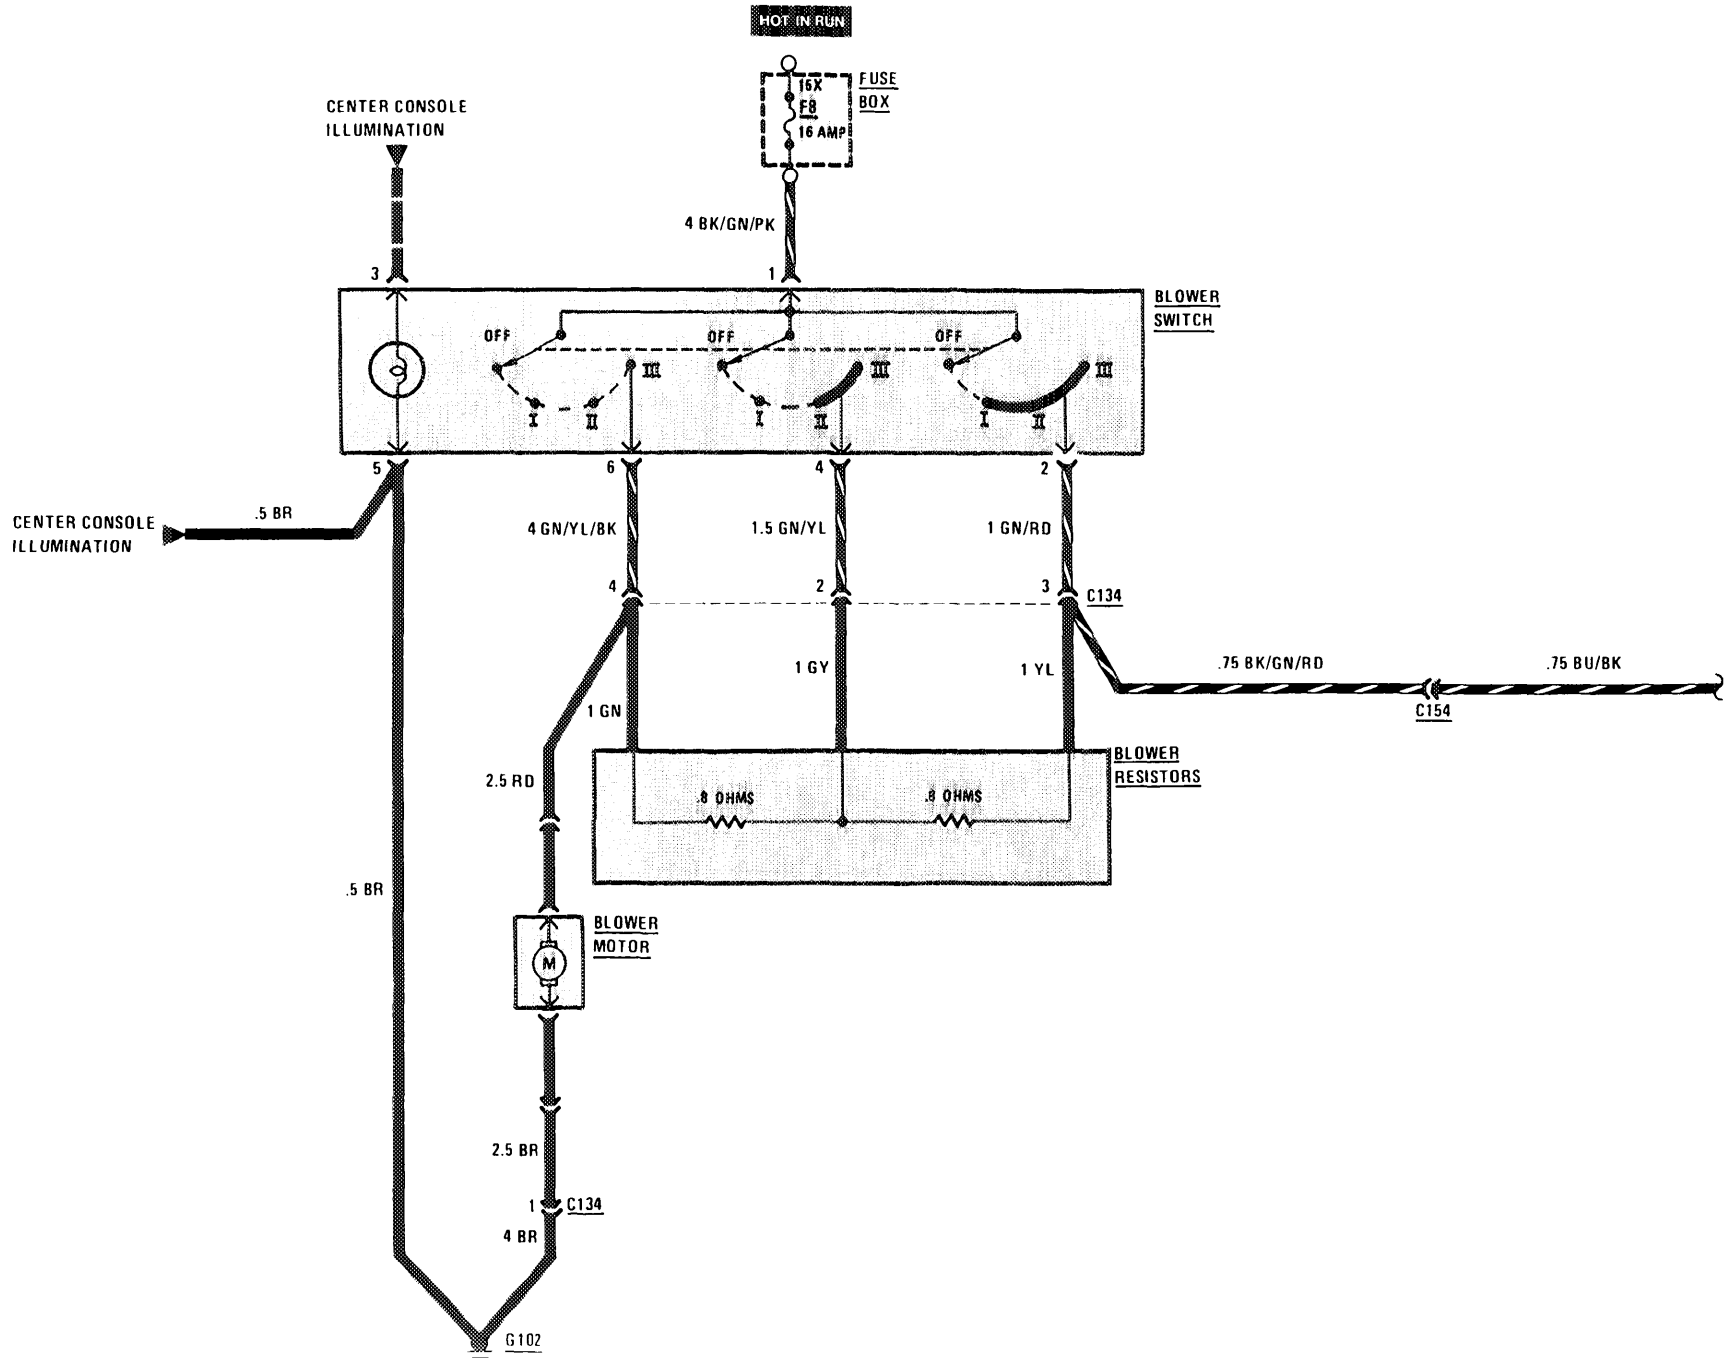 HOT IN RUN
15X
F8
16 AMP
FUSE
BOX
CENTER CONSOLE
ILLUMINATION
4 BK/GN/PK
3
1
BLOWER
SWITCH
OFF
OFF
OFF
III
III
III
I
II
I
II
I
II
5
6
4
2
CENTER CONSOLE
ILLUMINATION
.5 BR
4 GN/YL/BK
1.5 GN/YL
1 GN/RD
4
2
3
C134
1 GY
1 YL
.75 BK/GN/RD
.75 BU/BK
C154
1 GN
BLOWER
RESISTORS
2.5 RD
.8 OHMS
.8 OHMS
.5 BR
BLOWER
MOTOR
M
2.5 BR
1
C134
4 BR
G102